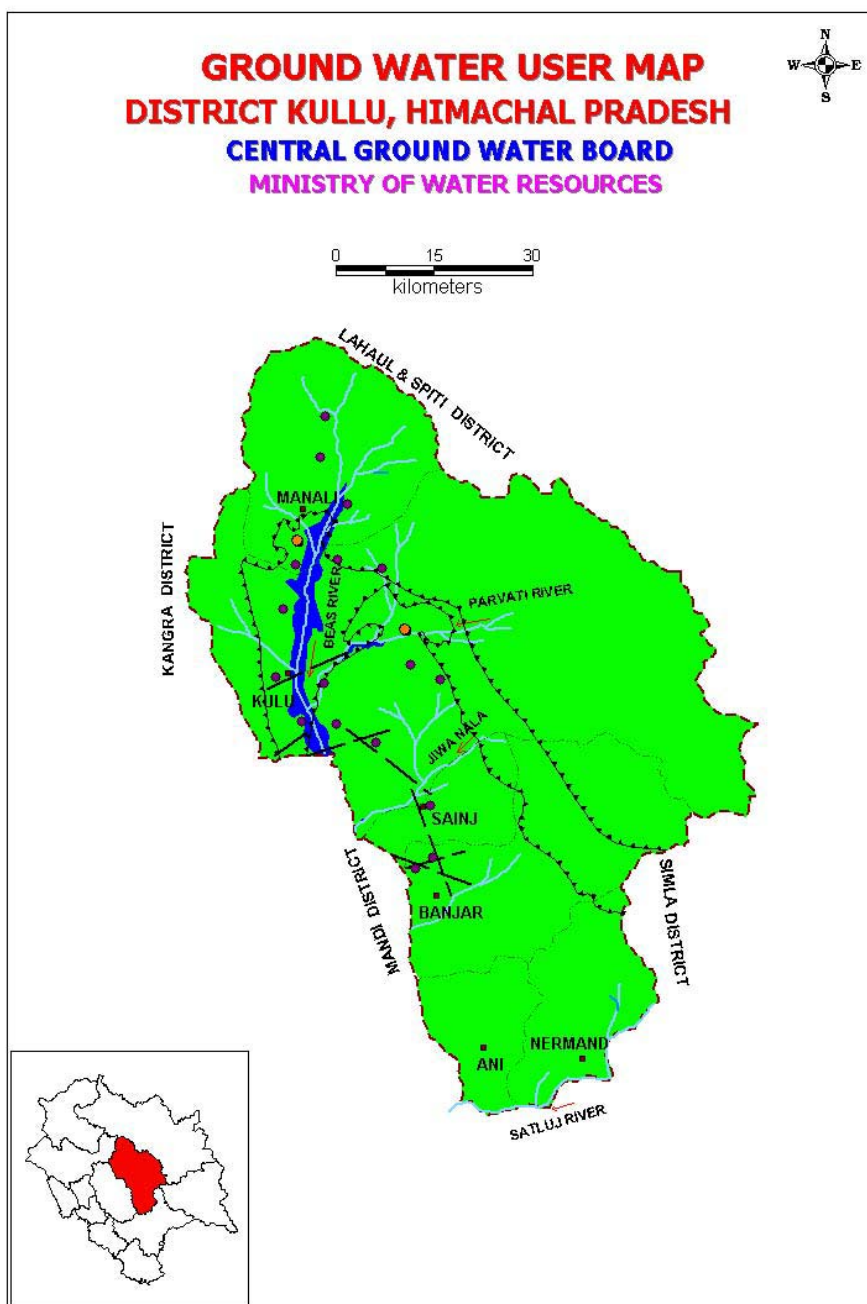 N
W E
S
GROUND WATER USER MAP
DISTRICT KULLU, HIMACHAL PRADESH
CENTRAL GROUND WATER BOARD
MINISTRY OF WATER RESOURCES
0 15 30
kilometers
LAHAUL & SPITI DISTRICT
MANALI
KANGRA DISTRICT
BEAS RIVER
PARVATI RIVER
KULU
JIWA NALA
SAINJ
MANDI DISTRICT
SIMLA DISTRICT
BANJAR
NERMAND
ANI
SATLUJ RIVER